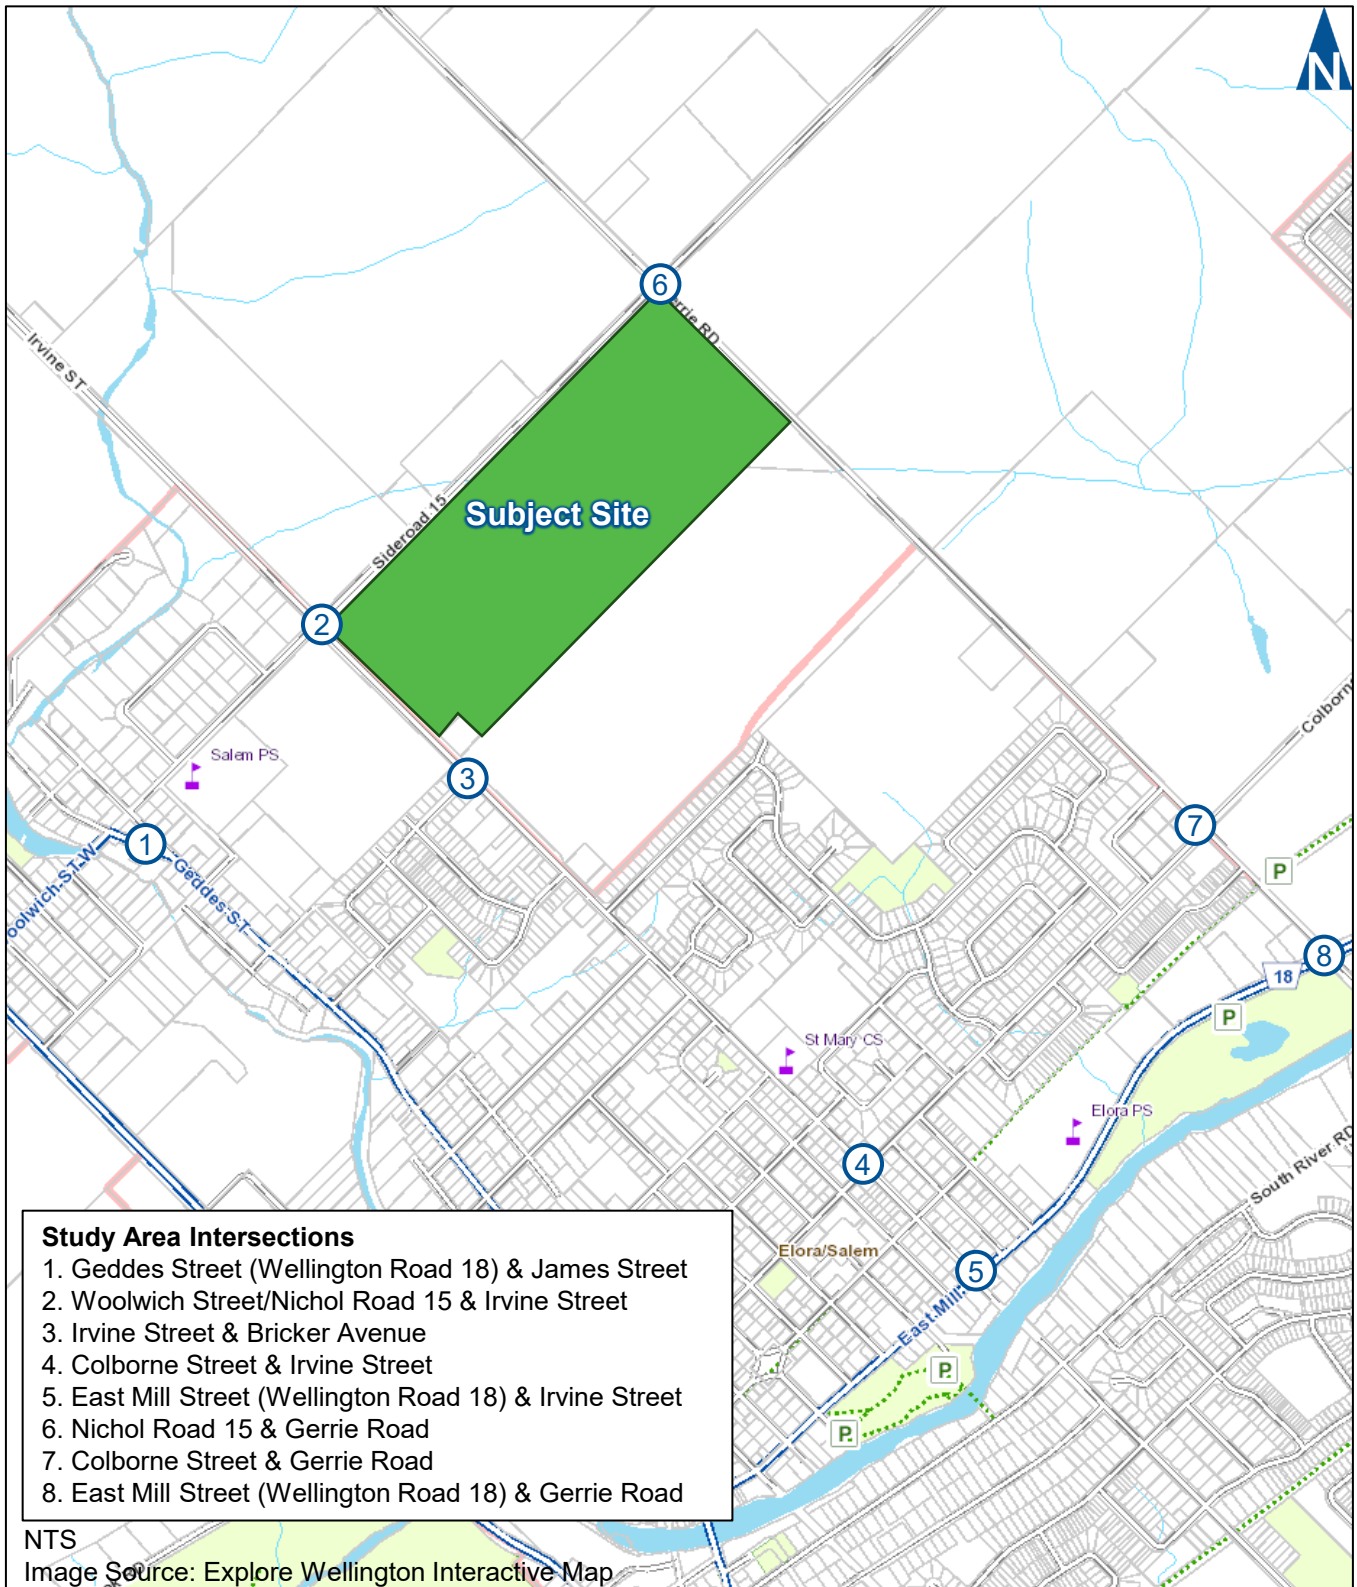 N
6
Irvine ST
Sideroad 15
Subject Site
2
Colborn
Salem PS
3
7
1
P
Geddes ST
8
18
P
St Mary CS
Elora PS
4
South River RD
Elora/Salem
5
East Mill
P
P
Study Area Intersections
1. Geddes Street (Wellington Road 18) & James Street
2. Woolwich Street/Nichol Road 15 & Irvine Street
3. Irvine Street & Bricker Avenue
4. Colborne Street & Irvine Street
5. East Mill Street (Wellington Road 18) & Irvine Street
6. Nichol Road 15 & Gerrie Road
7. Colborne Street & Gerrie Road
8. East Mill Street (Wellington Road 18) & Gerrie Road
NTS
Image Source: Explore Wellington Interactive Map